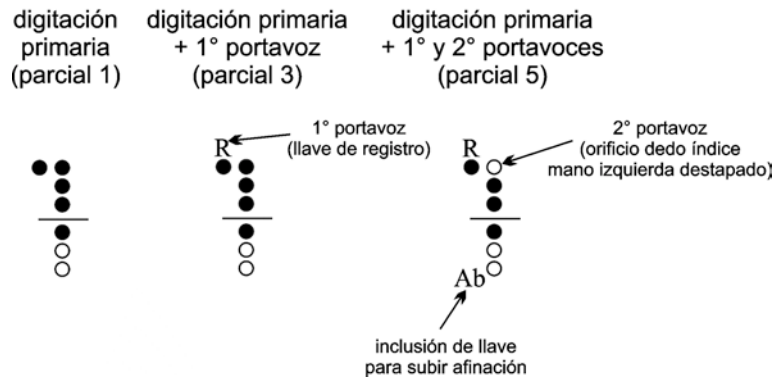 digitación
primaria
(parcial 1)
digitación primaria
+ 1° portavoz
(parcial 3)
digitación primaria
+ 1° y 2° portavoces
(parcial 5)
R
1° portavoz
(llave de registro)
R
2° portavoz
(orificio dedo índice
mano izquierda destapado)
Ab
inclusión de llave
para subir afinación